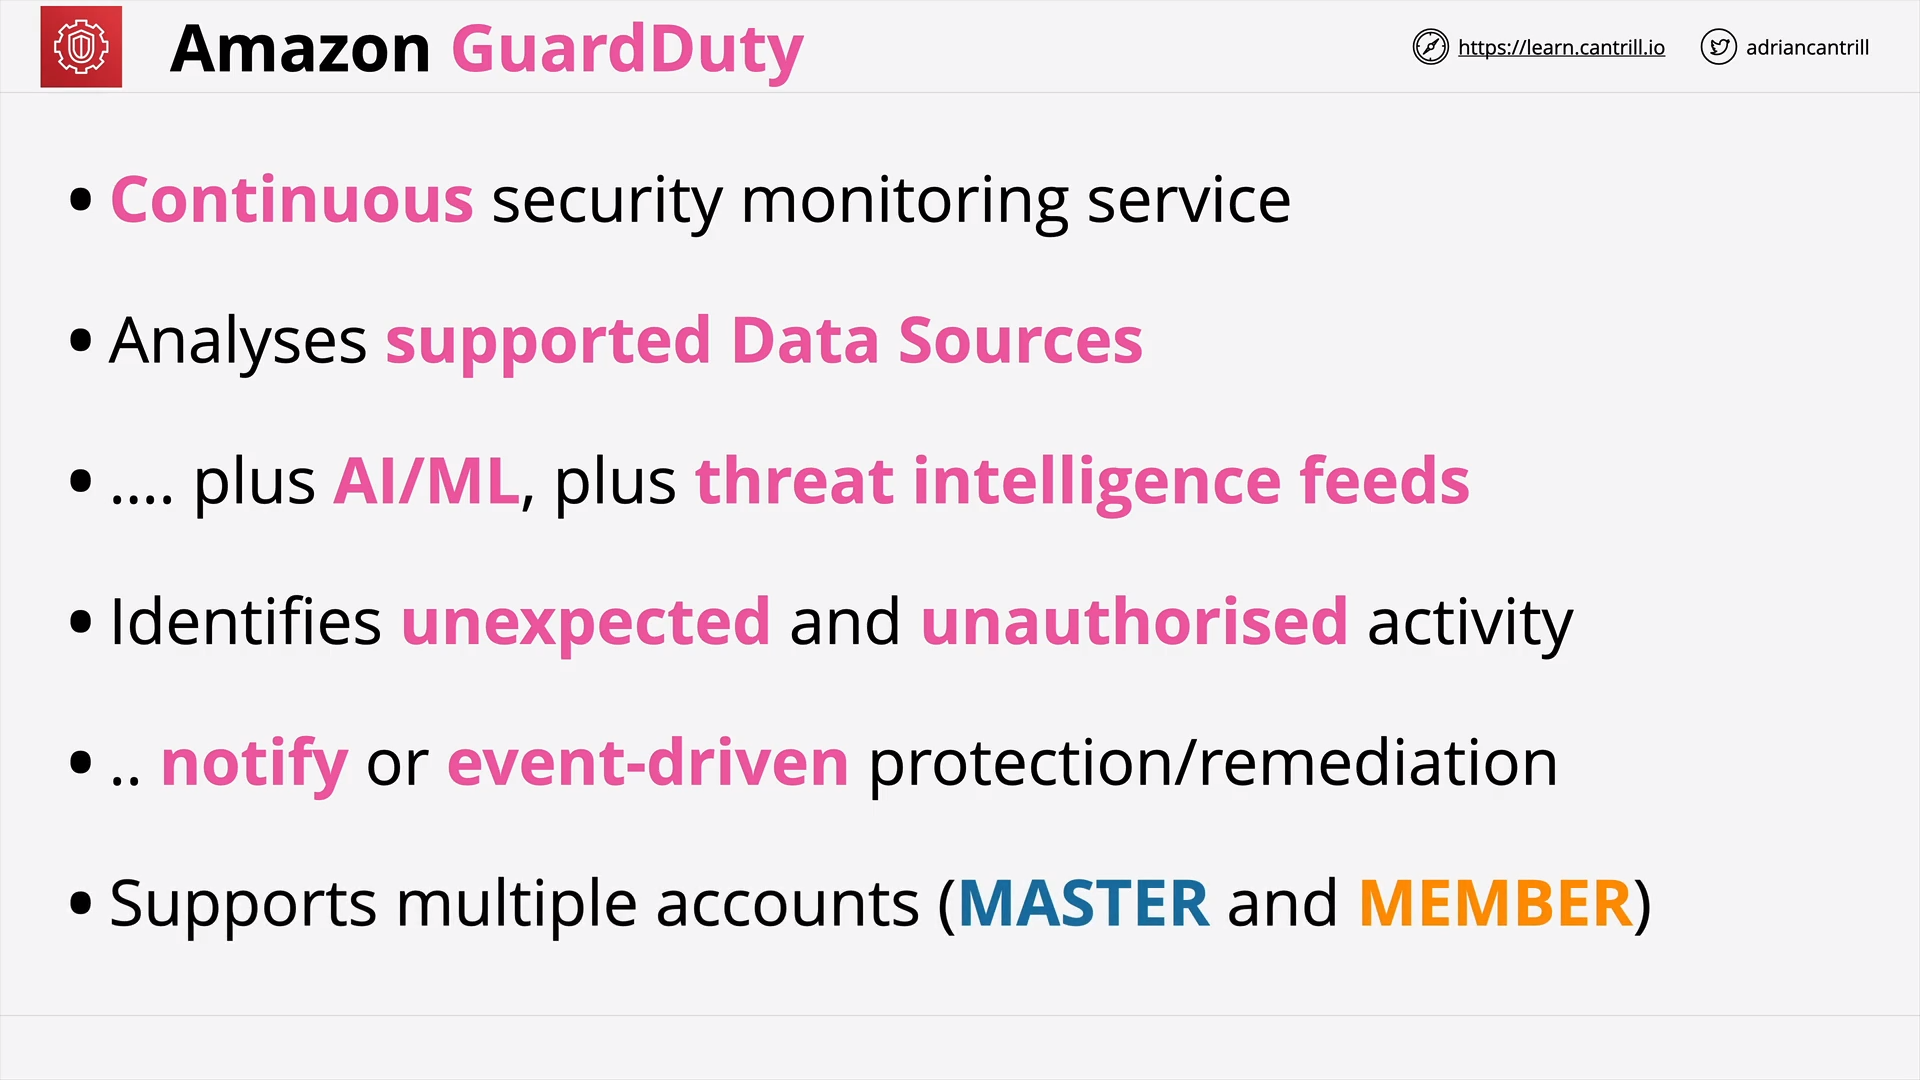 Amazon GuardDuty
https://learn.cantrill.io
adriancantrill
• Continuous security monitoring service
• Analyses supported Data Sources
• .... plus AI/ML, plus threat intelligence feeds
• Identifies unexpected and unauthorised activity
• .. notify or event-driven protection/remediation
• Supports multiple accounts (MASTER and MEMBER)